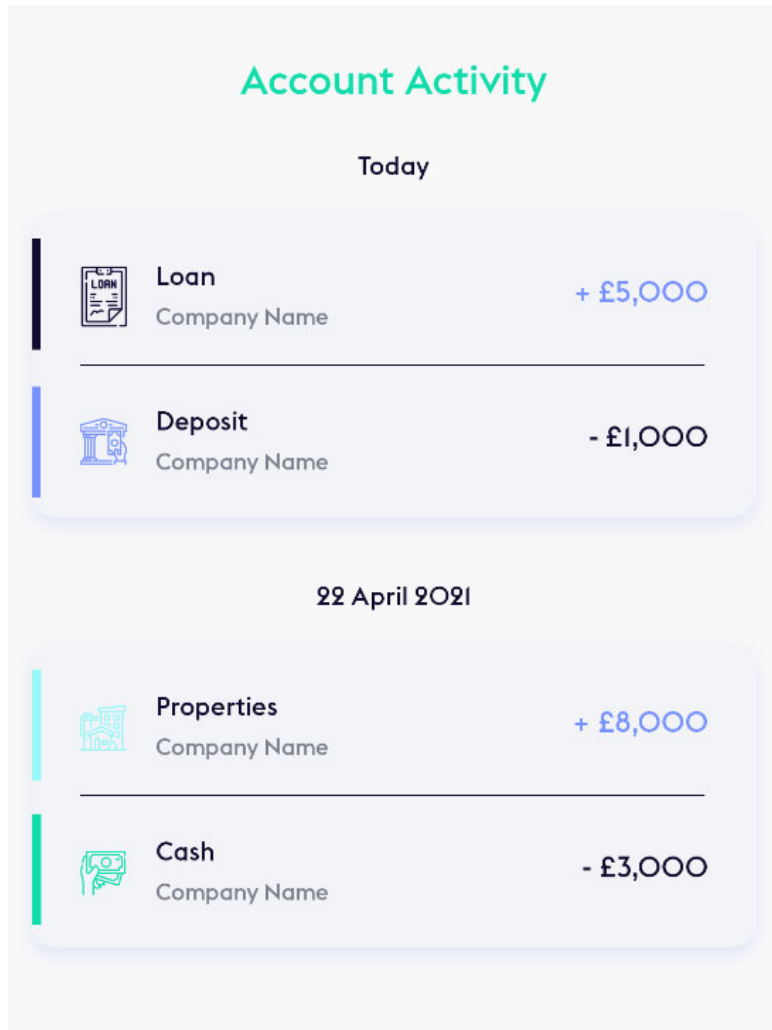 Account Activity
Today
LOAN
Loan
Company Name
+ £5,000
Deposit
Company Name
- £1,000
22 April 2021
Properties
Company Name
+ £8,000
Cash
Company Name
- £3,000